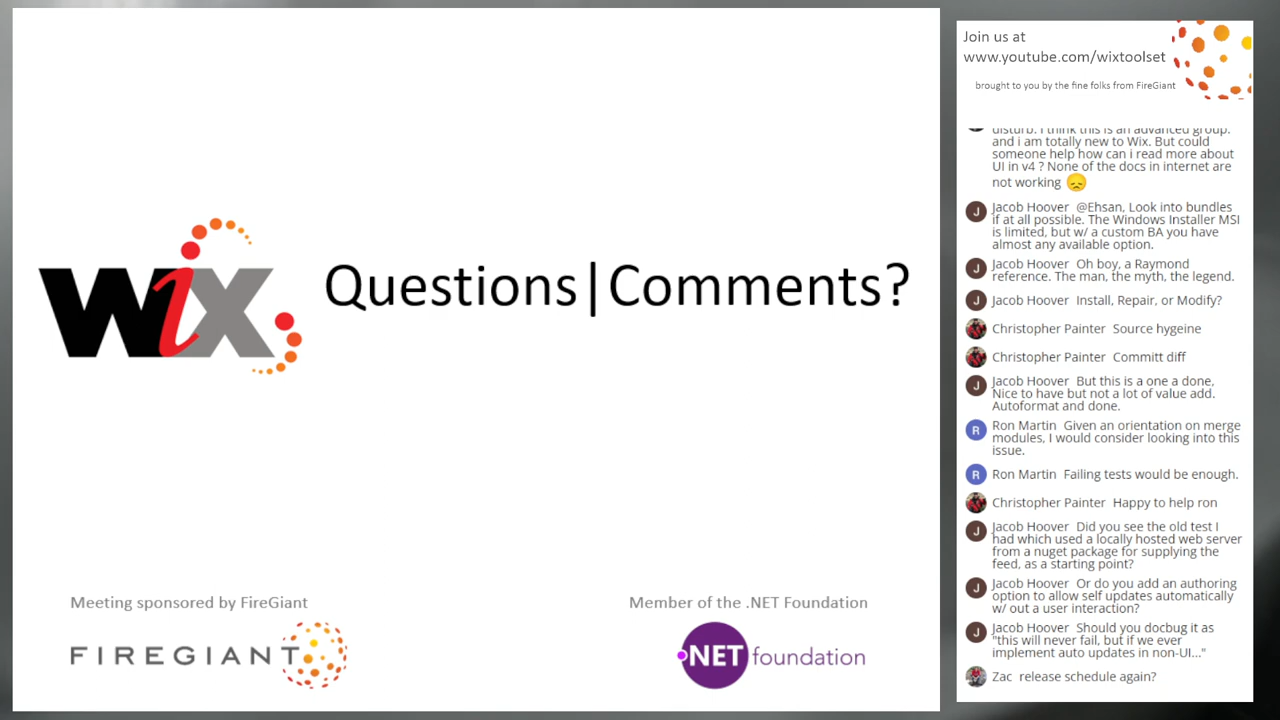 WiX
Questions|Comments?
Meeting sponsored by FireGiant
FIREGIANT
Member of the .NET Foundation
.NET foundation
Join us at
www.youtube.com/wixtoolset
brought to you by the fine folks from FireGiant
disturb. I think this is an advanced group.
and i am totally new to Wix. But could
someone help how can i read more about
UI in v4 ? None of the docs in internet are
not working 😞
J Jacob Hoover @Ehsan, Look into bundles
if at all possible. The Windows Installer MSI
is limited, but w/ a custom BA you have
almost any available option.
J Jacob Hoover Oh boy, a Raymond
reference. The man, the myth, the legend.
J Jacob Hoover Install, Repair, or Modify?
Christopher Painter Source hygeine
Christopher Painter Committ diff
J Jacob Hoover But this is a one a done,
Nice to have but not a lot of value add.
Autoformat and done.
R Ron Martin Given an orientation on merge
modules, I would consider looking into this
issue.
R Ron Martin Failing tests would be enough.
Christopher Painter Happy to help ron
J Jacob Hoover Did you see the old test I
had which used a locally hosted web server
from a nuget package for supplying the
feed, as a starting point?
J Jacob Hoover Or do you add an authoring
option to allow self updates automatically
w/ out a user interaction?
J Jacob Hoover Should you docbug it as
"this will never fail, but if we ever
implement auto updates in non-UI..."
Zac release schedule again?